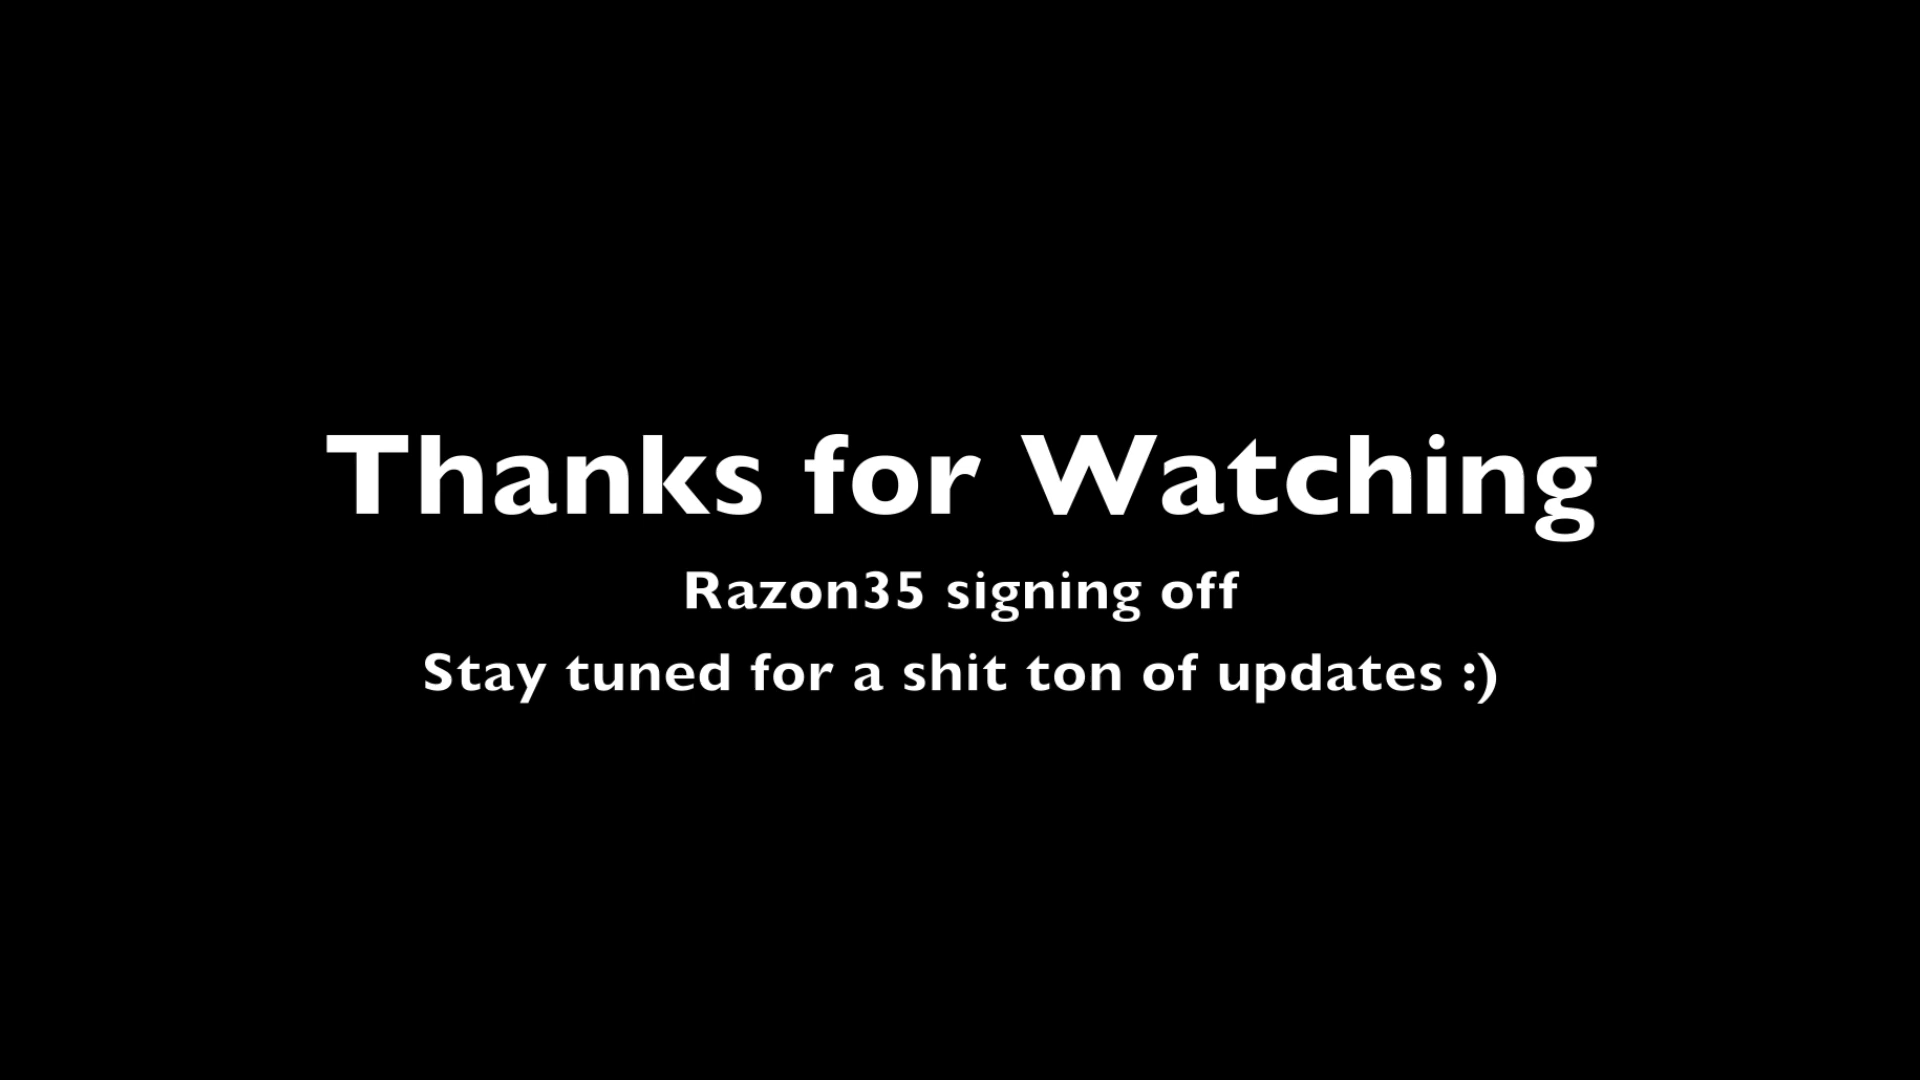 Thanks for Watching
Razon35 signing off
Stay tuned for a shit ton of updates :)